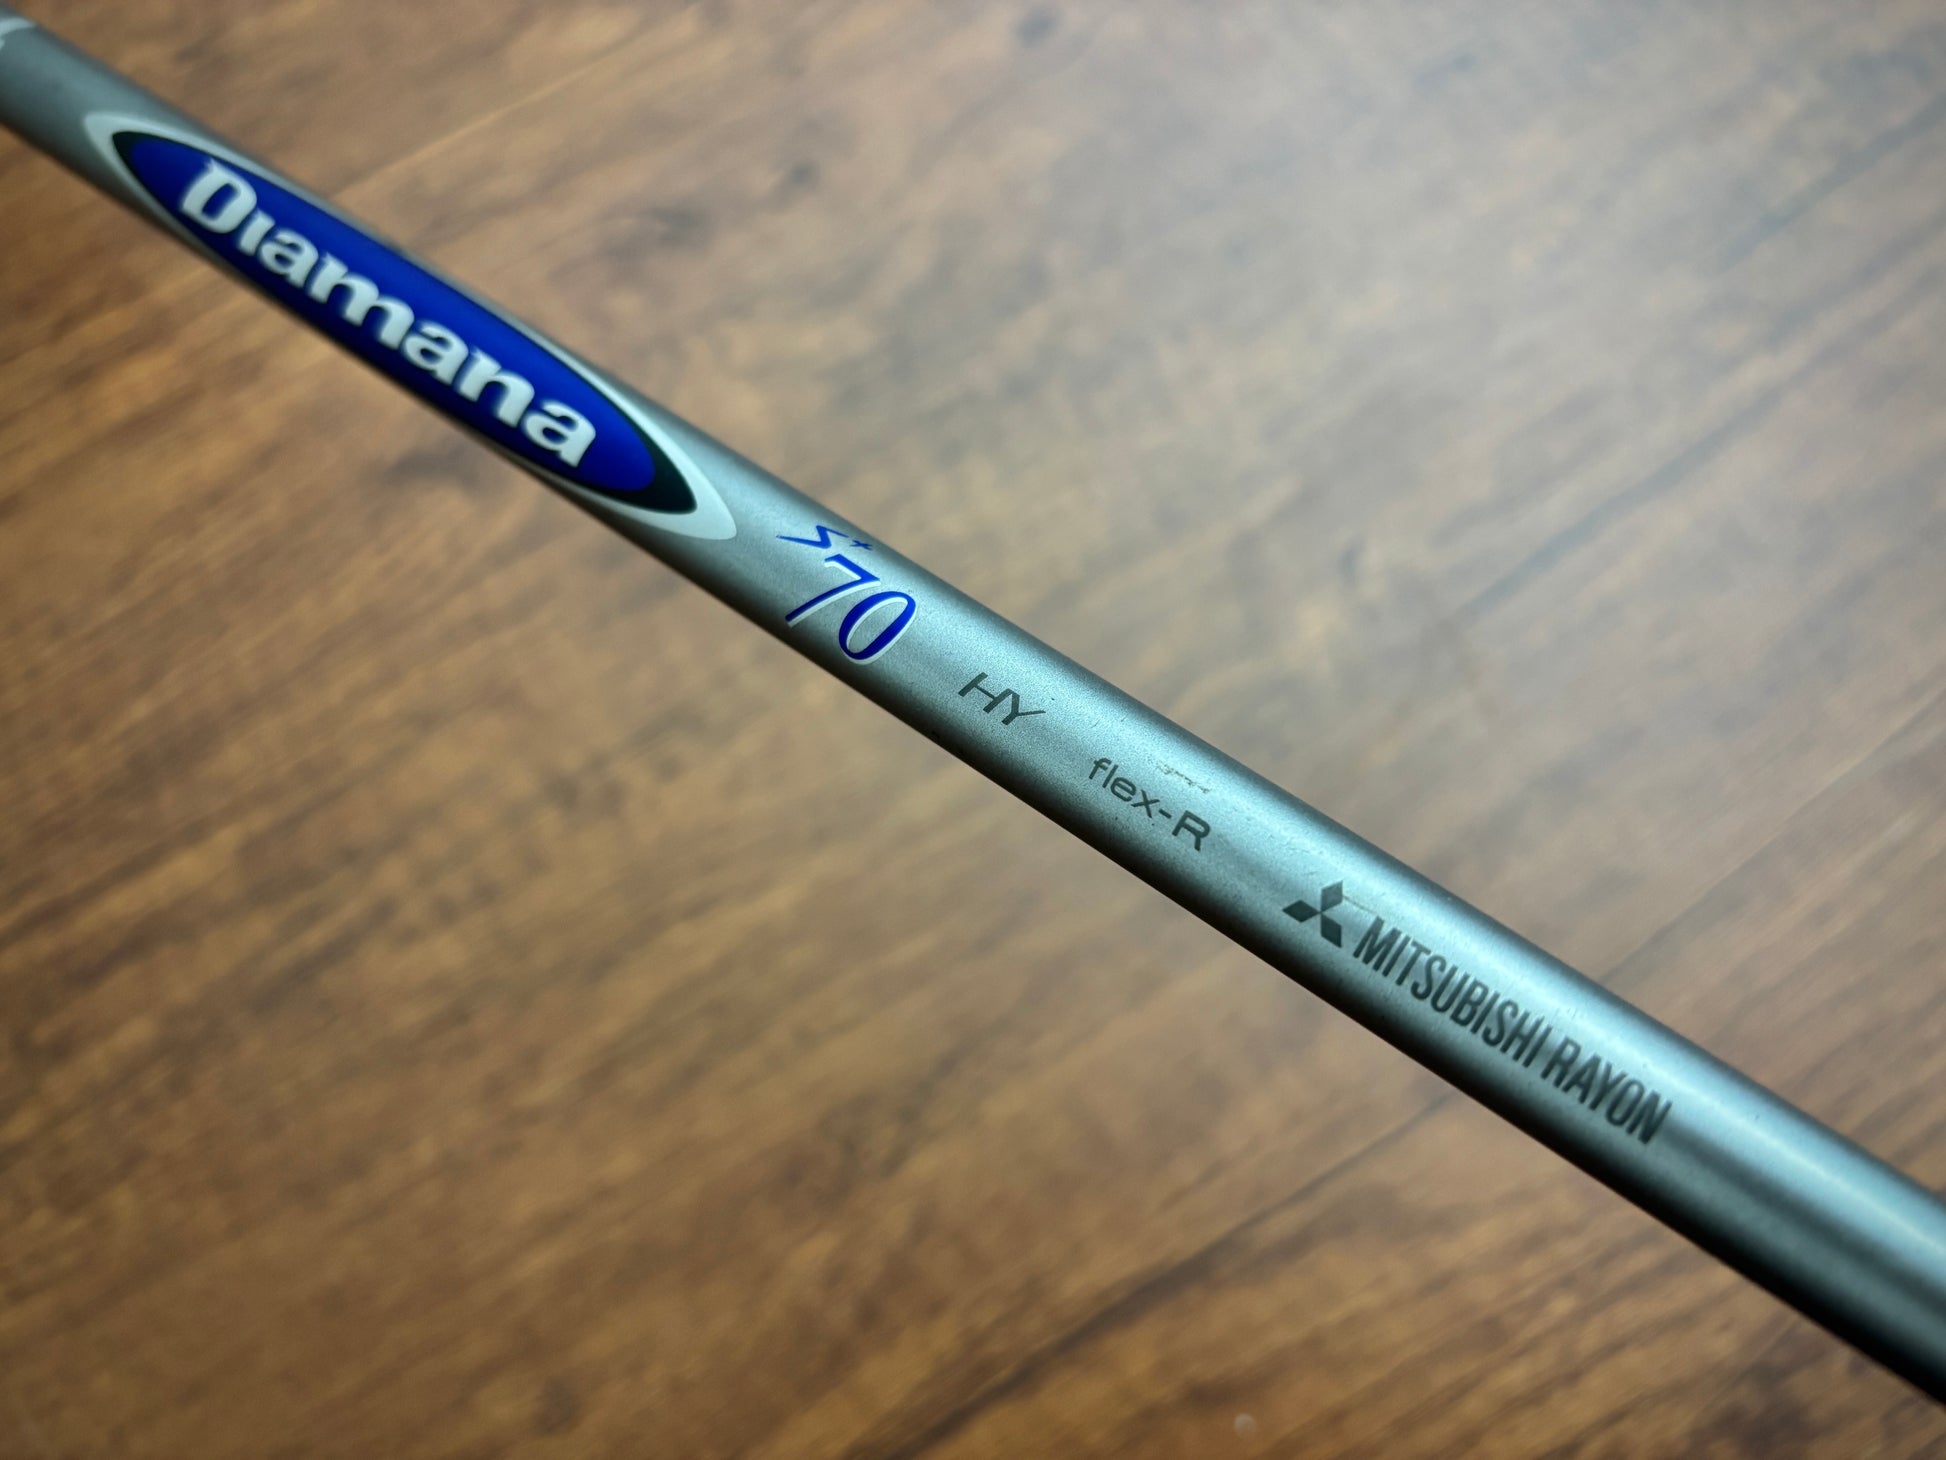 Diamana
S+
70
HY
flex-R
MITSUBISHI RAYON